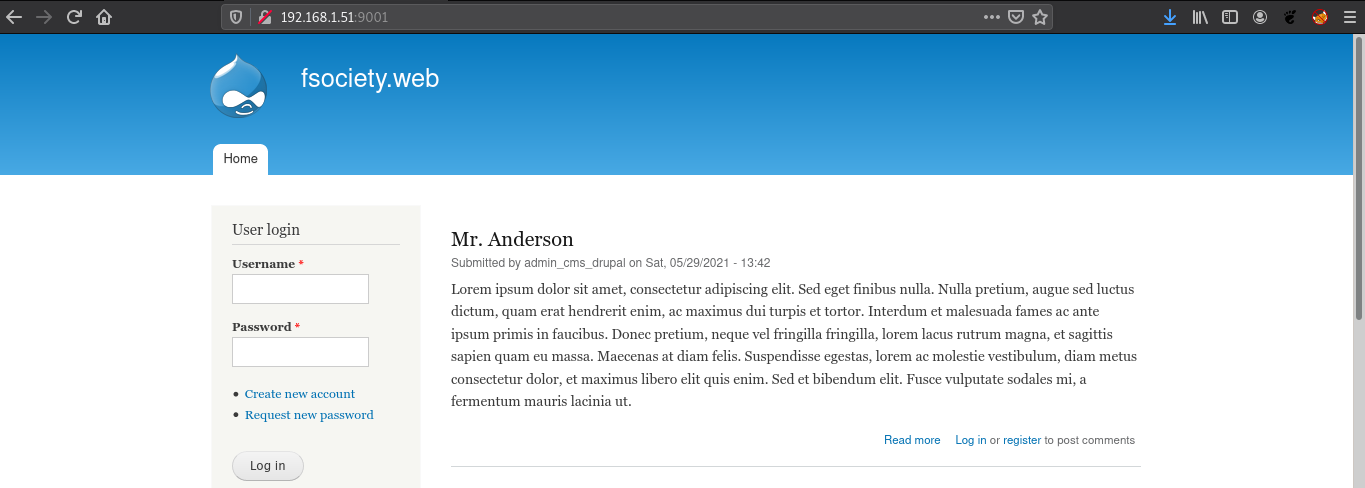 192.168.1.51:9001
fsociety.web
Home
User login
Username *
Password *
Create new account
Request new password
Log in
Mr. Anderson
Submitted by admin_cms_drupal on Sat, 05/29/2021 - 13:42
Lorem ipsum dolor sit amet, consectetur adipiscing elit. Sed eget finibus nulla. Nulla pretium, augue sed luctus
dictum, quam erat hendrerit enim, ac maximus dui turpis et tortor. Interdum et malesuada fames ac ante
ipsum primis in faucibus. Donec pretium, neque vel fringilla fringilla, lorem lacus rutrum magna, et sagittis
sapien quam eu massa. Maecenas at diam felis. Suspendisse egestas, lorem ac molestie vestibulum, diam metus
consectetur dolor, et maximus libero elit quis enim. Sed et bibendum elit. Fusce vulputate sodales mi, a
fermentum mauris lacinia ut.
Read more Log in or register to post comments